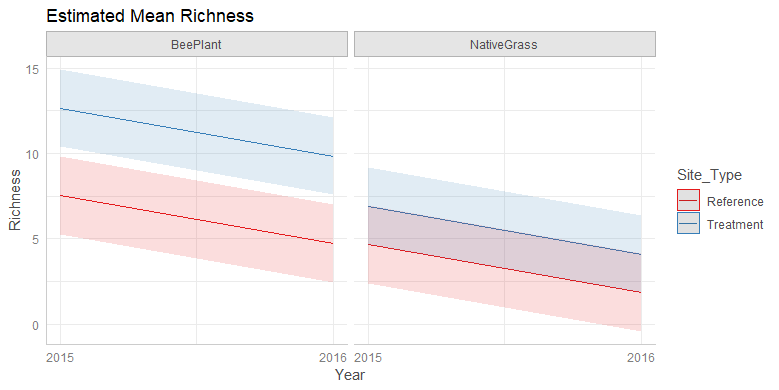 Estimated Mean Richness
BeePlant
NativeGrass
15
10
5
0
Richness
2015
2016
2015
2016
Year
Site_Type
Reference
Treatment